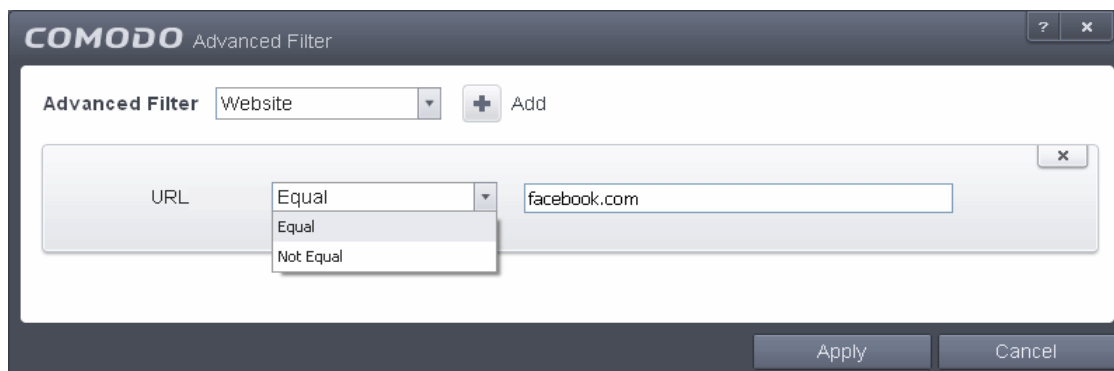 COMODO Advanced Filter ? x
Advanced Filter Website + Add
x
URL Equal facebook.com
Equal
Not Equal
Apply Cancel